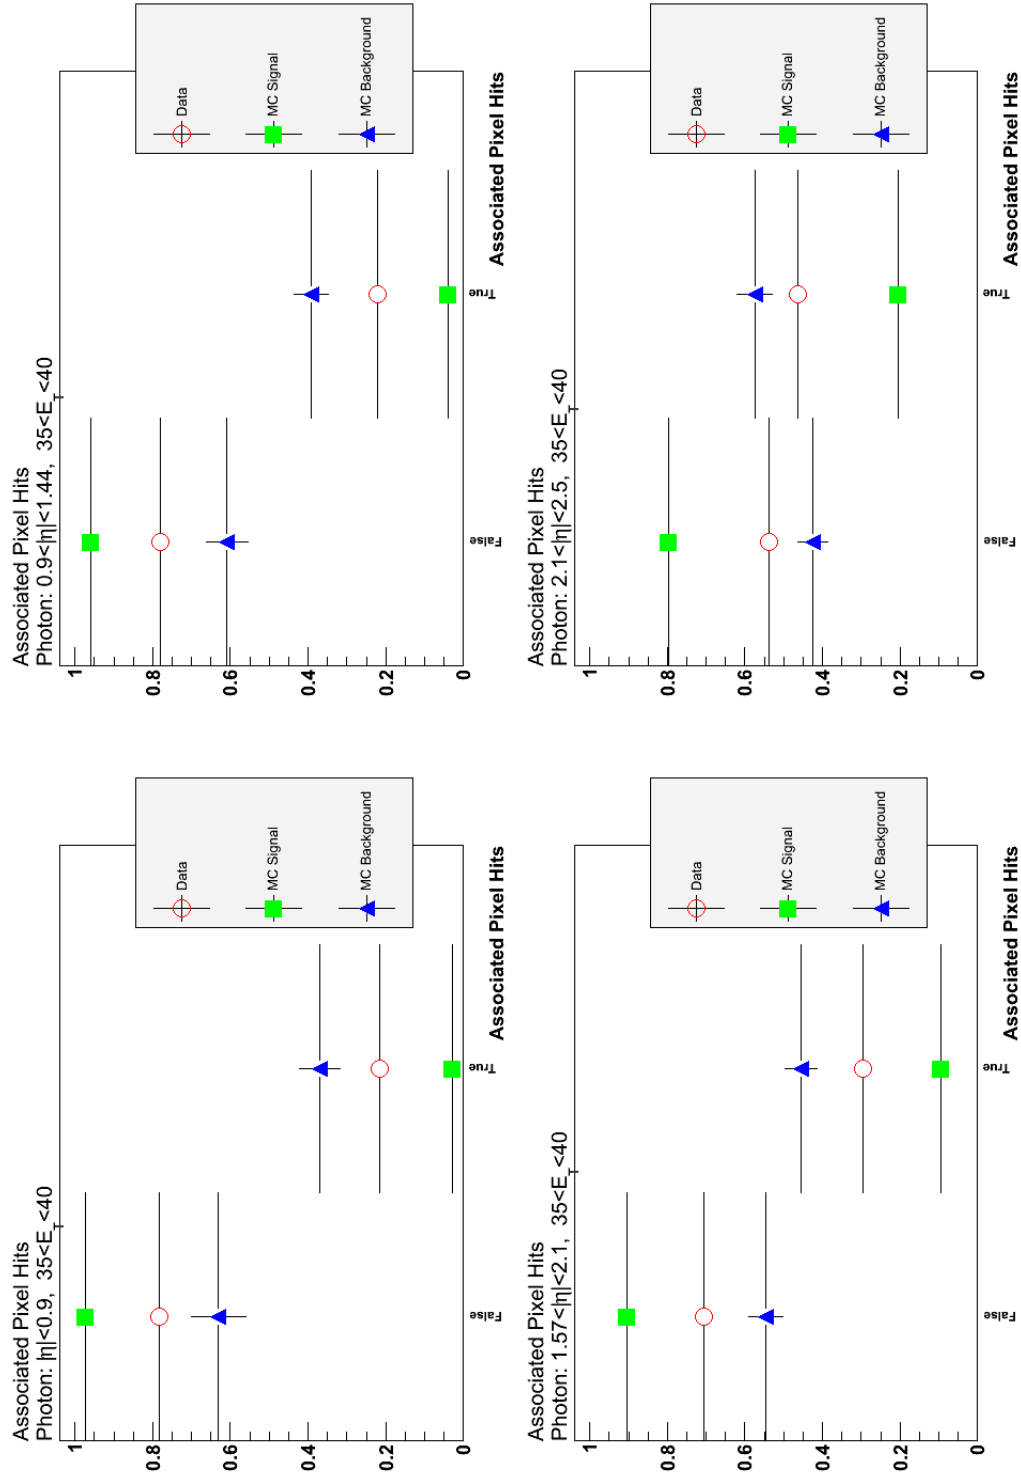 Associated Pixel Hits
Photon: |η|<0.9, 35<E_T<40
1
0.8
0.6
0.4
0.2
0
False
True
Associated Pixel Hits
Data
MC Signal
MC Background
Associated Pixel Hits
Photon: 0.9<|η|<1.44, 35<E_T<40
1
0.8
0.6
0.4
0.2
0
False
True
Associated Pixel Hits
Data
MC Signal
MC Background
Associated Pixel Hits
Photon: 1.57<|η|<2.1, 35<E_T<40
1
0.8
0.6
0.4
0.2
0
False
True
Associated Pixel Hits
Data
MC Signal
MC Background
Associated Pixel Hits
Photon: 2.1<|η|<2.5, 35<E_T<40
1
0.8
0.6
0.4
0.2
0
False
True
Associated Pixel Hits
Data
MC Signal
MC Background